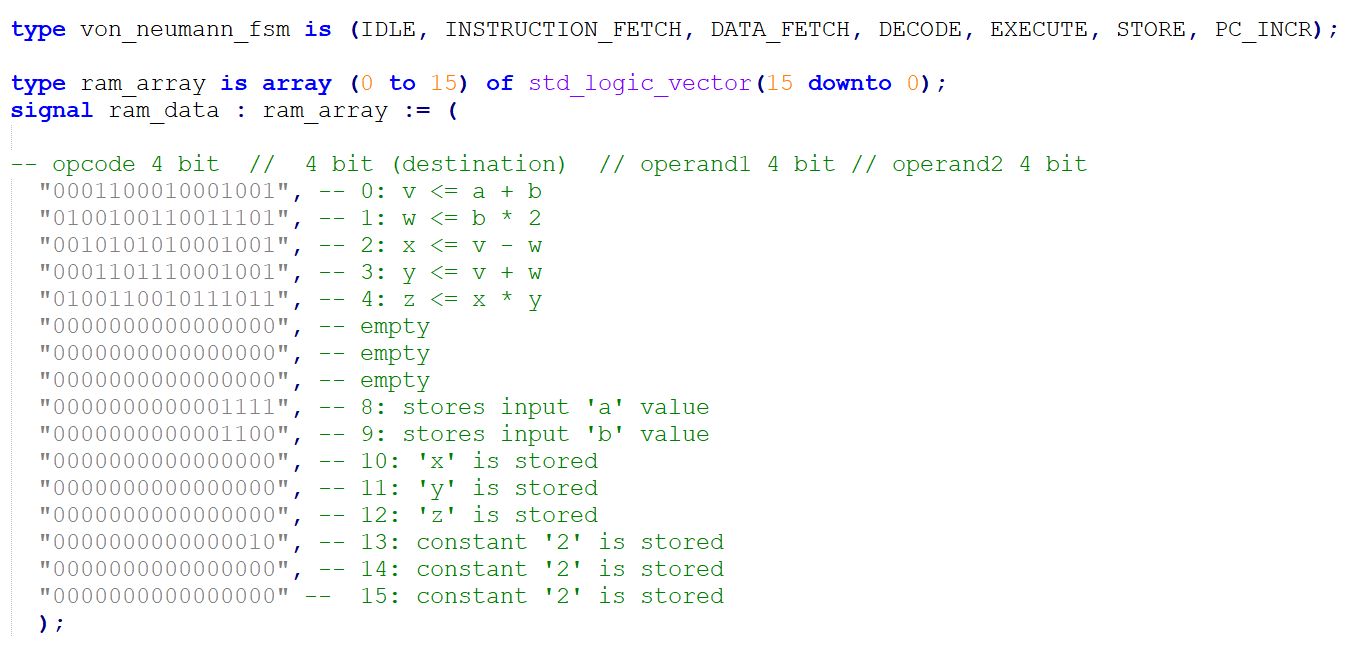 type von_neumann_fsm is (IDLE, INSTRUCTION_FETCH, DATA_FETCH, DECODE, EXECUTE, STORE, PC_INCR);
type ram_array is array (0 to 15) of std_logic_vector(15 downto 0);
signal ram_data : ram_array := (
-- opcode 4 bit  //  4 bit (destination)  // operand1 4 bit // operand2 4 bit
"0001100010001001", -- 0: v <= a + b
"0100100110011101", -- 1: w <= b * 2
"0010101010001001", -- 2: x <= v - w
"0001101110001001", -- 3: y <= v + w
"0100110010111011", -- 4: z <= x * y
"0000000000000000", -- empty
"0000000000000000", -- empty
"0000000000000000", -- empty
"0000000000001111", -- 8: stores input 'a' value
"0000000000001100", -- 9: stores input 'b' value
"0000000000000000", -- 10: 'x' is stored
"0000000000000000", -- 11: 'y' is stored
"0000000000000000", -- 12: 'z' is stored
"0000000000000010", -- 13: constant '2' is stored
"0000000000000000", -- 14: constant '2' is stored
"0000000000000000" --  15: constant '2' is stored
);